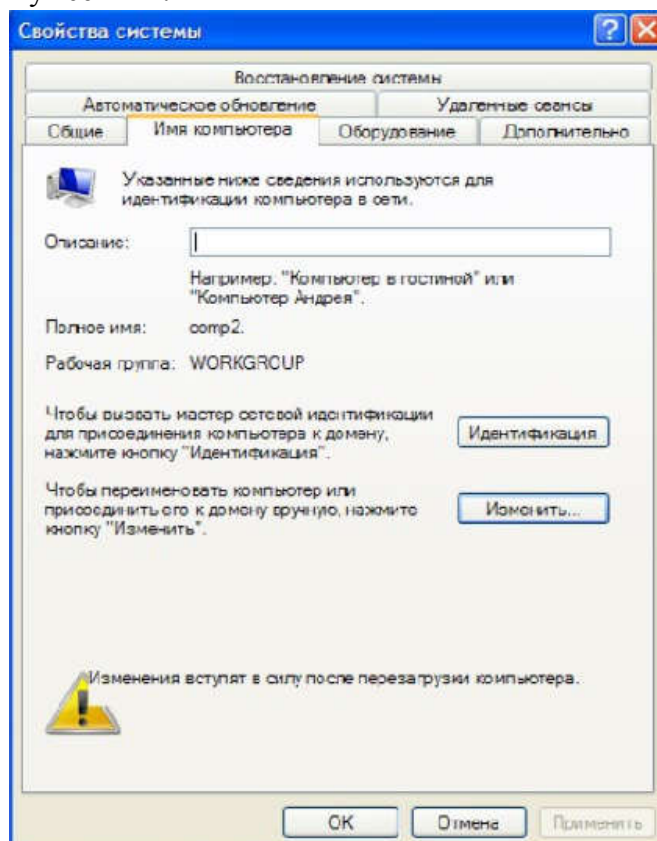 Свойства системы
Восстановление системы
Автоматическое обновление
Удаленные сеансы
Общие
Имя компьютера
Оборудование
Дополнительно
Указанные ниже сведения используются для
идентификации компьютера в сети.
Описание:
Например: "Компьютер в гостиной" или
"Компьютер Андрея".
Полное имя: comp2.
Рабочая группа: WORKGROUP
Чтобы вызвать мастер сетевой идентификации
для присоединения компьютера к домену,
нажмите кнопку "Идентификация".
Идентификация
Чтобы переименовать компьютер или
присоединить его к домену вручную, нажмите
кнопку "Изменить".
Изменить...
Изменения вступят в силу после перезагрузки компьютера.
ОК
Отмена
Применить